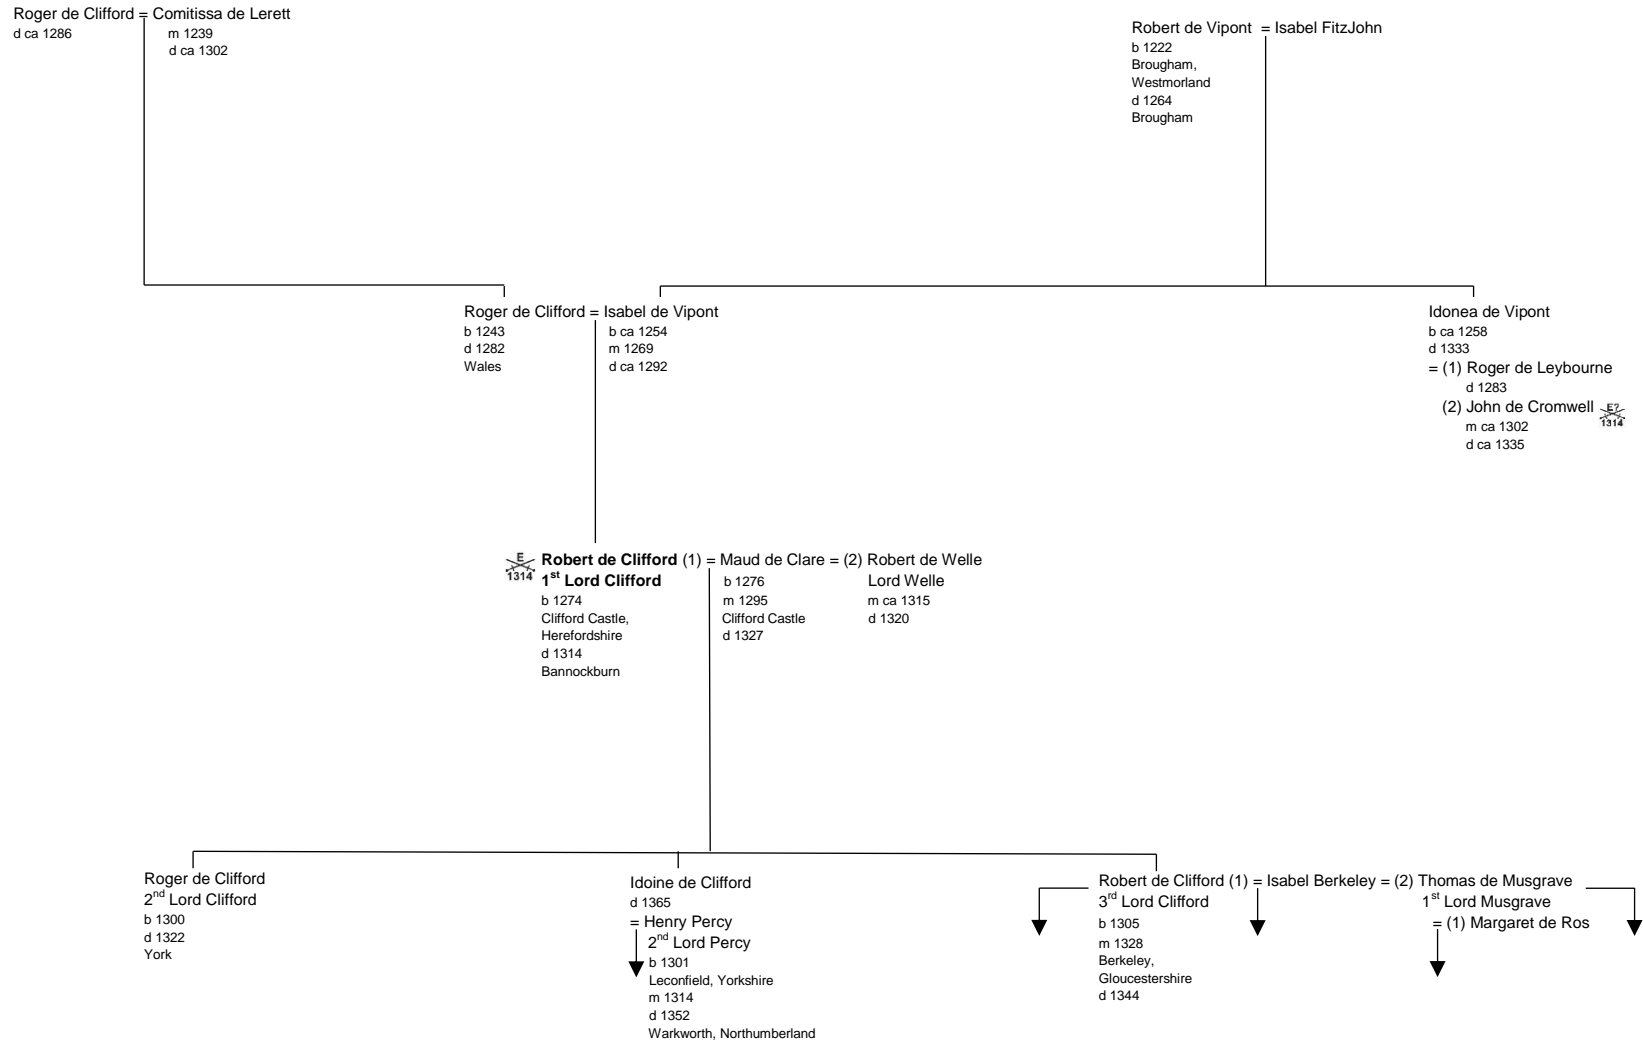 Roger de Clifford = Comitissa de Lerett
d ca 1286
m 1239
d ca 1302
Robert de Vipont = Isabel FitzJohn
b 1222
Brougham,
Westmorland
d 1264
Brougham
Roger de Clifford = Isabel de Vipont
b 1243
d 1282
Wales
b ca 1254
m 1269
d ca 1292
Idonea de Vipont
b ca 1258
d 1333
= (1) Roger de Leybourne
d 1283
(2) John de Cromwell
E?
1314
m ca 1302
d ca 1335
E
1314
Robert de Clifford (1) = Maud de Clare = (2) Robert de Welle
1st Lord Clifford
b 1274
Clifford Castle,
Herefordshire
d 1314
Bannockburn
b 1276
m 1295
Clifford Castle
d 1327
Lord Welle
m ca 1315
d 1320
Roger de Clifford
2nd Lord Clifford
b 1300
d 1322
York
Idoine de Clifford
d 1365
= Henry Percy
2nd Lord Percy
b 1301
Leconfield, Yorkshire
m 1314
d 1352
Warkworth, Northumberland
Robert de Clifford (1) = Isabel Berkeley = (2) Thomas de Musgrave
3rd Lord Clifford
b 1305
m 1328
Berkeley,
Gloucestershire
d 1344
1st Lord Musgrave
= (1) Margaret de Ros